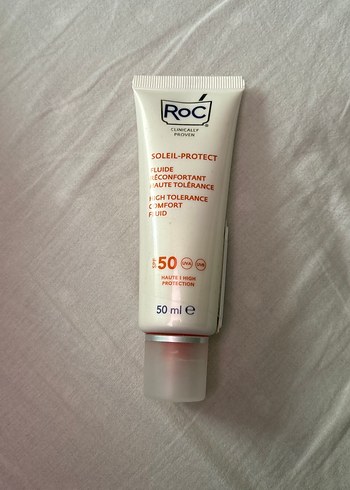 RoC
CLINICALLY
PROVEN
SOLEIL-PROTECT
FLUIDE
RÉCONFORTANT
HAUTE TOLÉRANCE
HIGH TOLERANCE
COMFORT
FLUID
SPF 50 UVA UVB
HAUTE I HIGH
PROTECTION
50 ml e